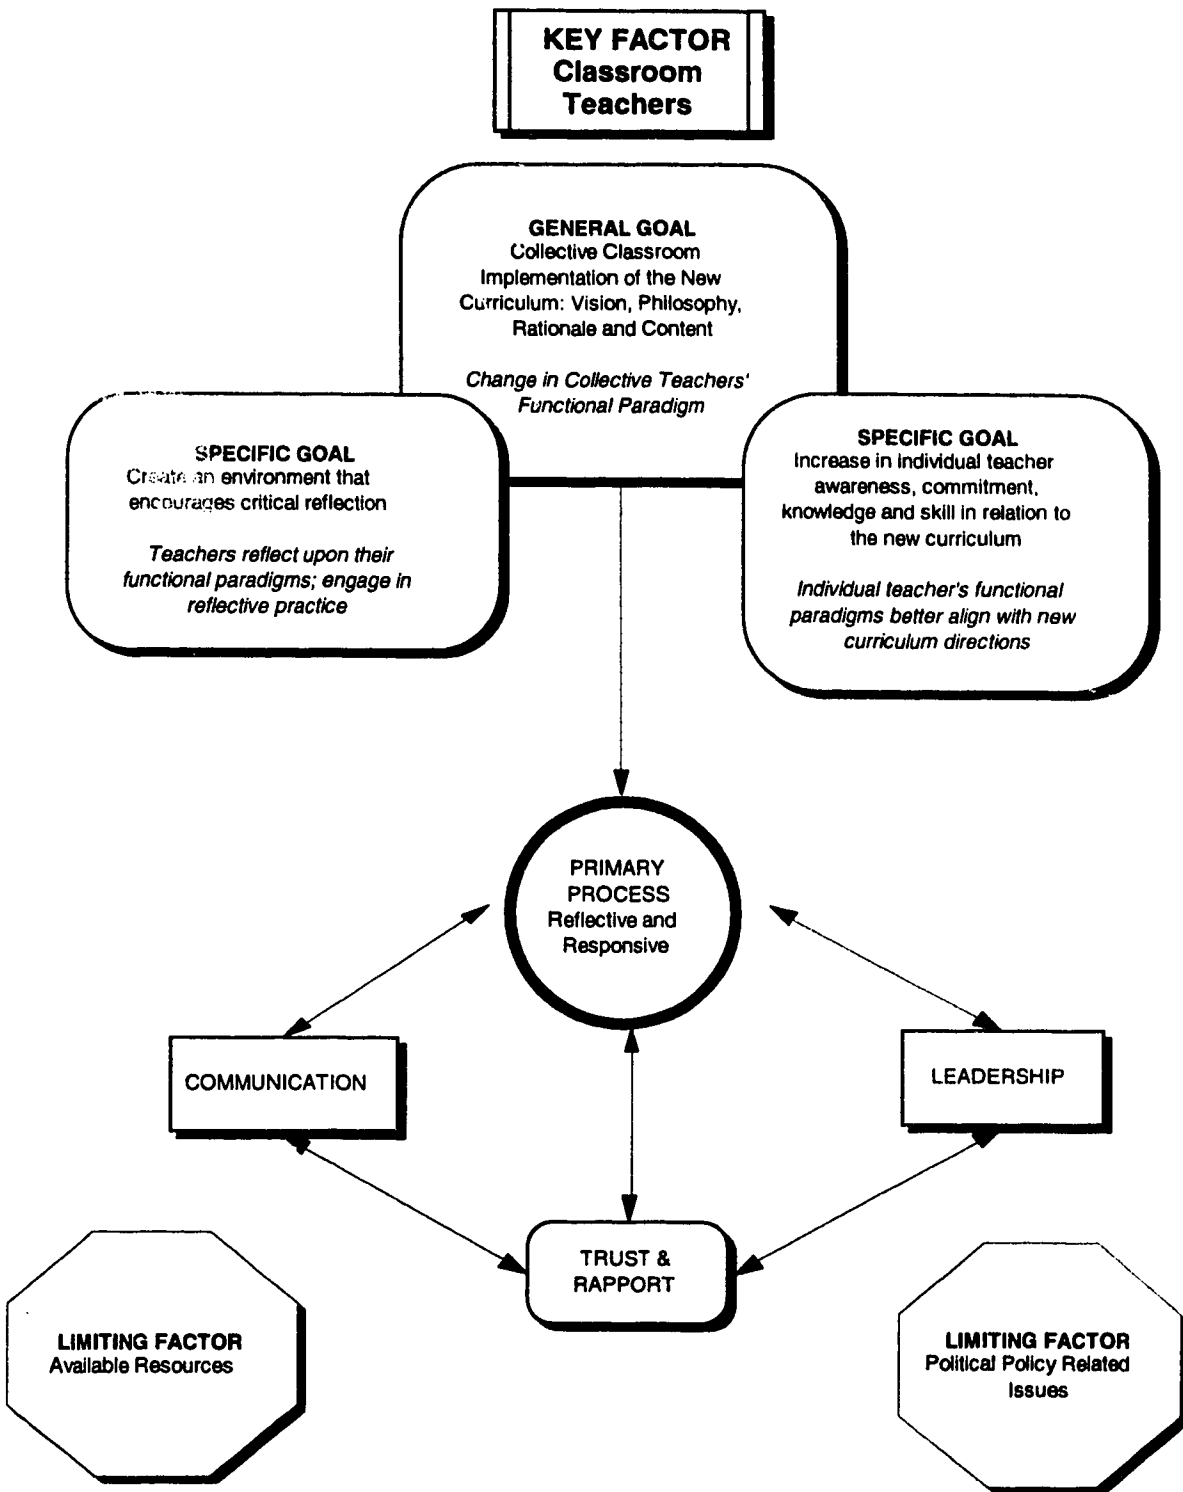 KEY FACTOR
Classroom
Teachers
GENERAL GOAL
Collective Classroom
Implementation of the New
Curriculum: Vision, Philosophy,
Rationale and Content
Change in Collective Teachers'
Functional Paradigm
SPECIFIC GOAL
Create an environment that
encourages critical reflection
Teachers reflect upon their
functional paradigms; engage in
reflective practice
SPECIFIC GOAL
Increase in individual teacher
awareness, commitment,
knowledge and skill in relation to
the new curriculum
Individual teacher's functional
paradigms better align with new
curriculum directions
PRIMARY
PROCESS
Reflective and
Responsive
COMMUNICATION
LEADERSHIP
TRUST &
RAPPORT
LIMITING FACTOR
Available Resources
LIMITING FACTOR
Political Policy Related
Issues